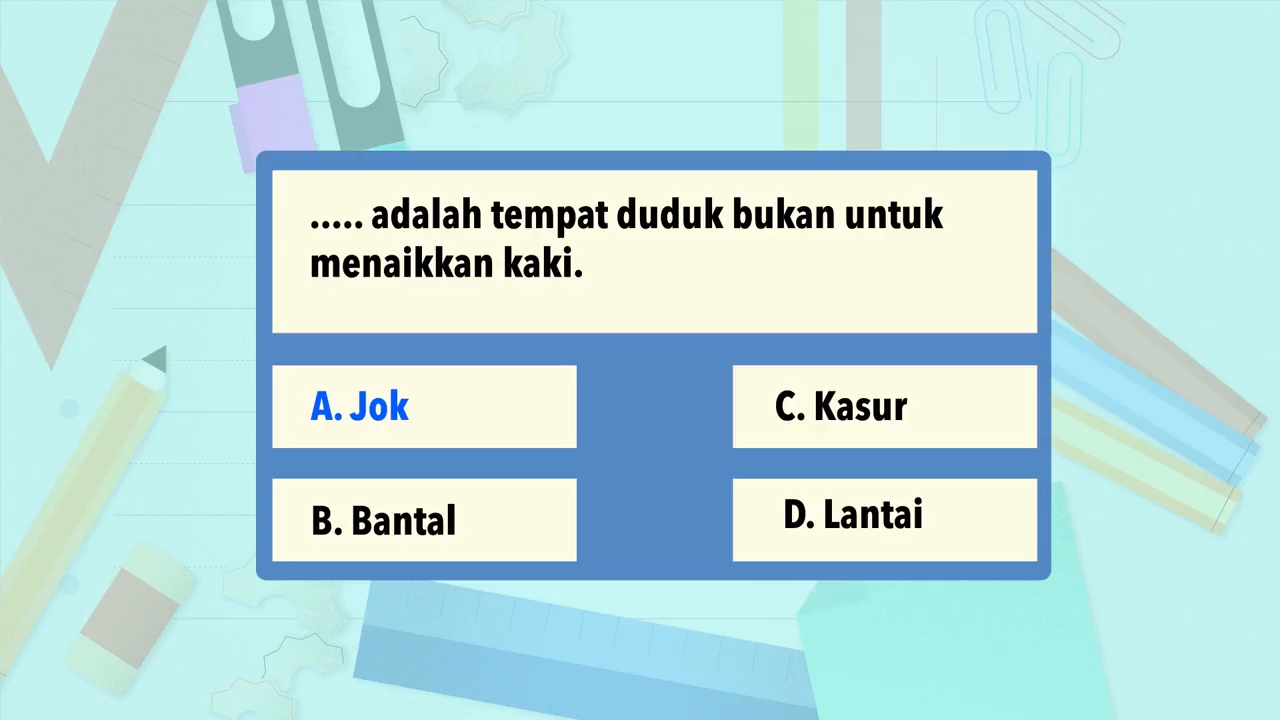 ..... adalah tempat duduk bukan untuk
menaikkan kaki.
A. Jok
C. Kasur
B. Bantal
D. Lantai